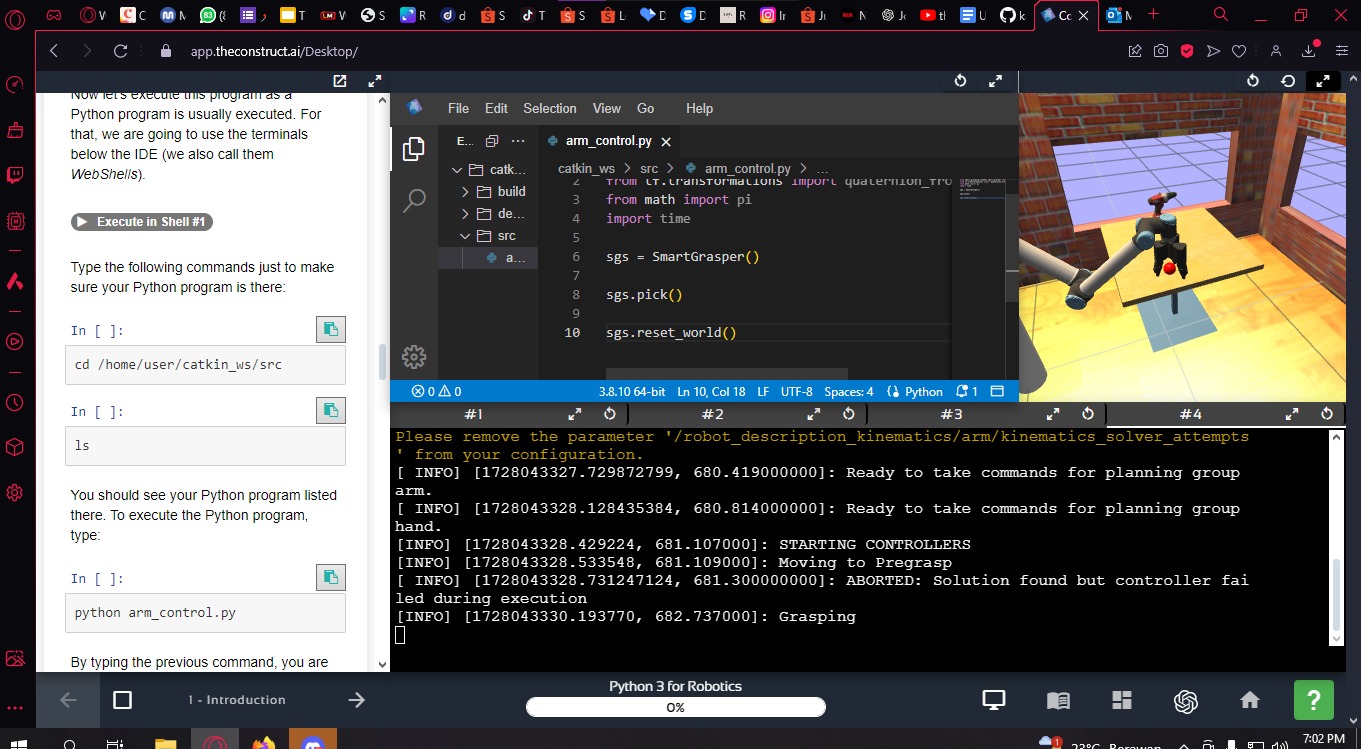 app.theconstruct.ai/Desktop/
Now let's execute this program as a
Python program is usually executed. For
that, we are going to use the terminals
below the IDE (we also call them
WebShells).
Execute in Shell #1
Type the following commands just to make
sure your Python program is there:
In [ ]:
cd /home/user/catkin_ws/src
In [ ]:
ls
You should see your Python program listed
there. To execute the Python program,
type:
In [ ]:
python arm_control.py
By typing the previous command, you are
File Edit Selection View Go Help
E... ...
catk...
build
de...
src
a...
arm_control.py
catkin_ws > src > arm_control.py > ...
2 from tf.transformations import quaternion_fro
3 from math import pi
4 import time
5
6 sgs = SmartGrasper()
7
8 sgs.pick()
9
10 sgs.reset_world()
0 0 3.8.10 64-bit Ln 10, Col 18 LF UTF-8 Spaces: 4 Python 1
#1 #2 #3 #4
Please remove the parameter '/robot_description_kinematics/arm/kinematics_solver_attempts
' from your configuration.
[ INFO] [1728043327.729872799, 680.419000000]: Ready to take commands for planning group
arm.
[ INFO] [1728043328.128435384, 680.814000000]: Ready to take commands for planning group
hand.
[INFO] [1728043328.429224, 681.107000]: STARTING CONTROLLERS
[INFO] [1728043328.533548, 681.109000]: Moving to Pregrasp
[ INFO] [1728043328.731247124, 681.300000000]: ABORTED: Solution found but controller fai
led during execution
[INFO] [1728043330.193770, 682.737000]: Grasping
1 - Introduction
Python 3 for Robotics
0%
?
1
23°C Berawan
7:02 PM